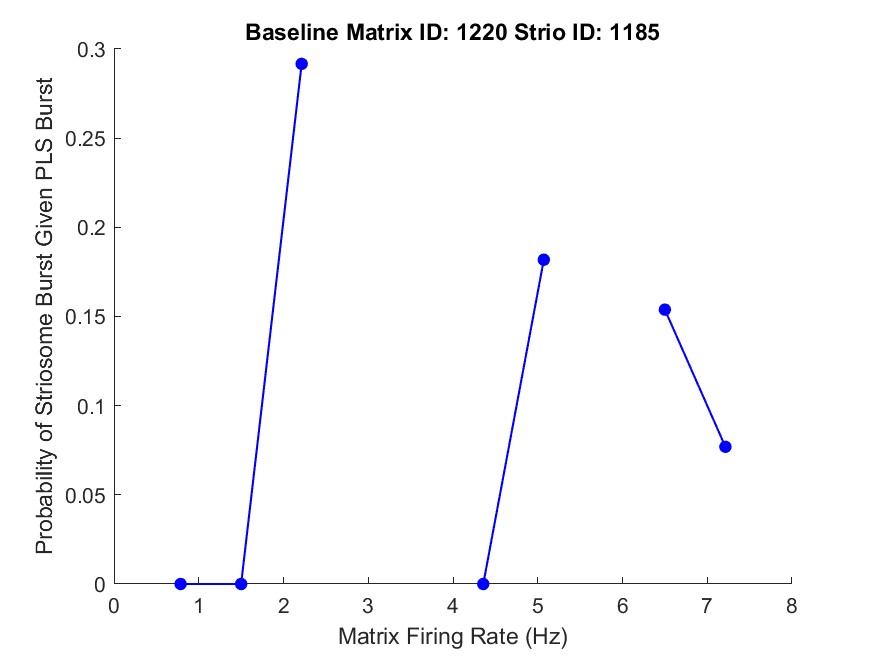 Baseline Matrix ID: 1220 Strio ID: 1185
Probability of Striosome Burst Given PLS Burst
0.3
0.25
0.2
0.15
0.1
0.05
0
0 1 2 3 4 5 6 7 8
Matrix Firing Rate (Hz)